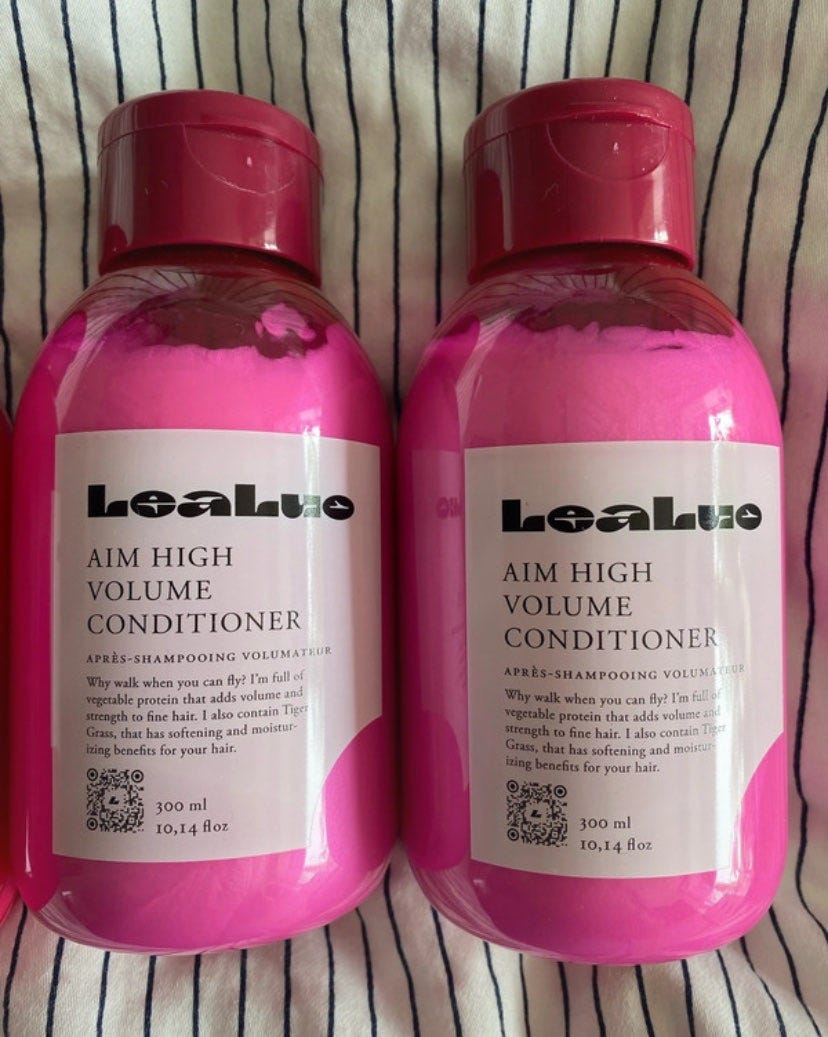 LeaLuo
AIM HIGH
VOLUME
CONDITIONER
APRÈS-SHAMPOOING VOLUMATEUR
Why walk when you can fly? I'm full of
vegetable protein that adds volume and
strength to fine hair. I also contain Tiger
Grass, that has softening and moistur-
izing benefits for your hair.
300 ml
10,14 floz
LeaLuo
AIM HIGH
VOLUME
CONDITIONER
APRÈS-SHAMPOOING VOLUMATEUR
Why walk when you can fly? I'm full of
vegetable protein that adds volume and
strength to fine hair. I also contain Tiger
Grass, that has softening and moistur-
izing benefits for your hair.
300 ml
10,14 floz